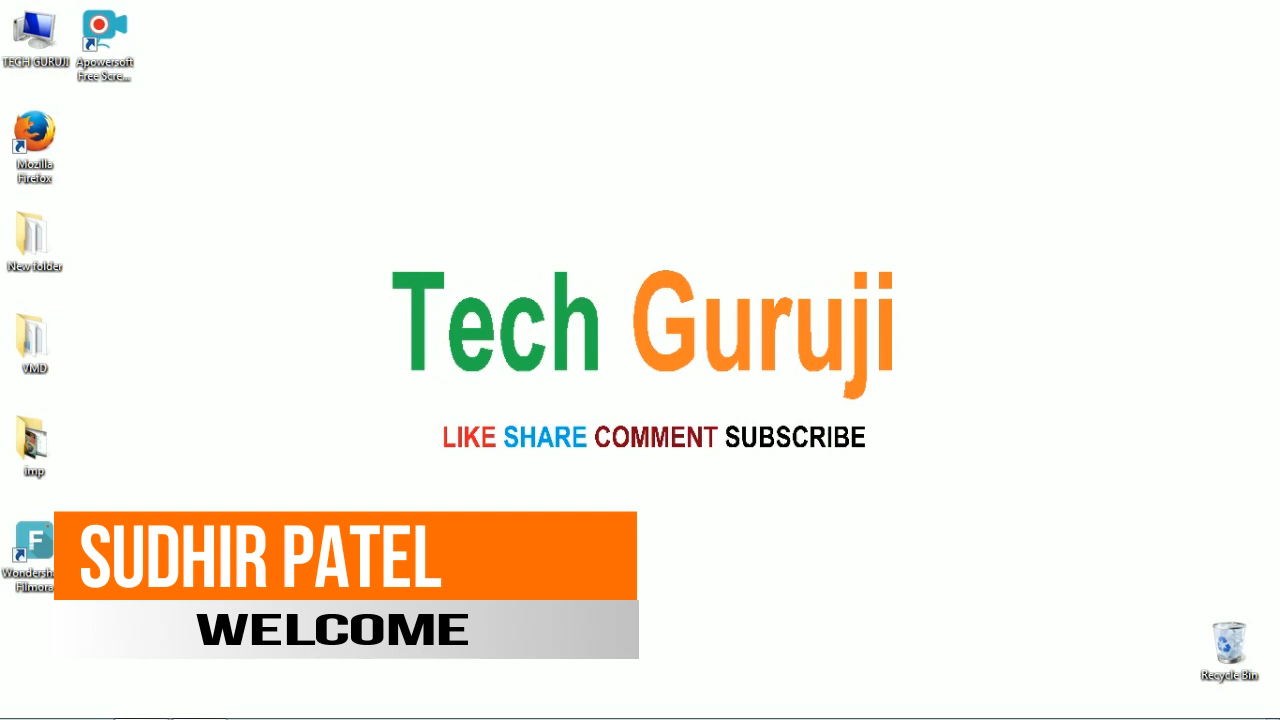 TECH GURUJI
Apowersoft
Free Scre...
Mozilla
Firefox
New folder
VMD
imp
Tech Guruji
LIKE SHARE COMMENT SUBSCRIBE
SUDHIR PATEL
WELCOME
Filmora
Recycle Bin